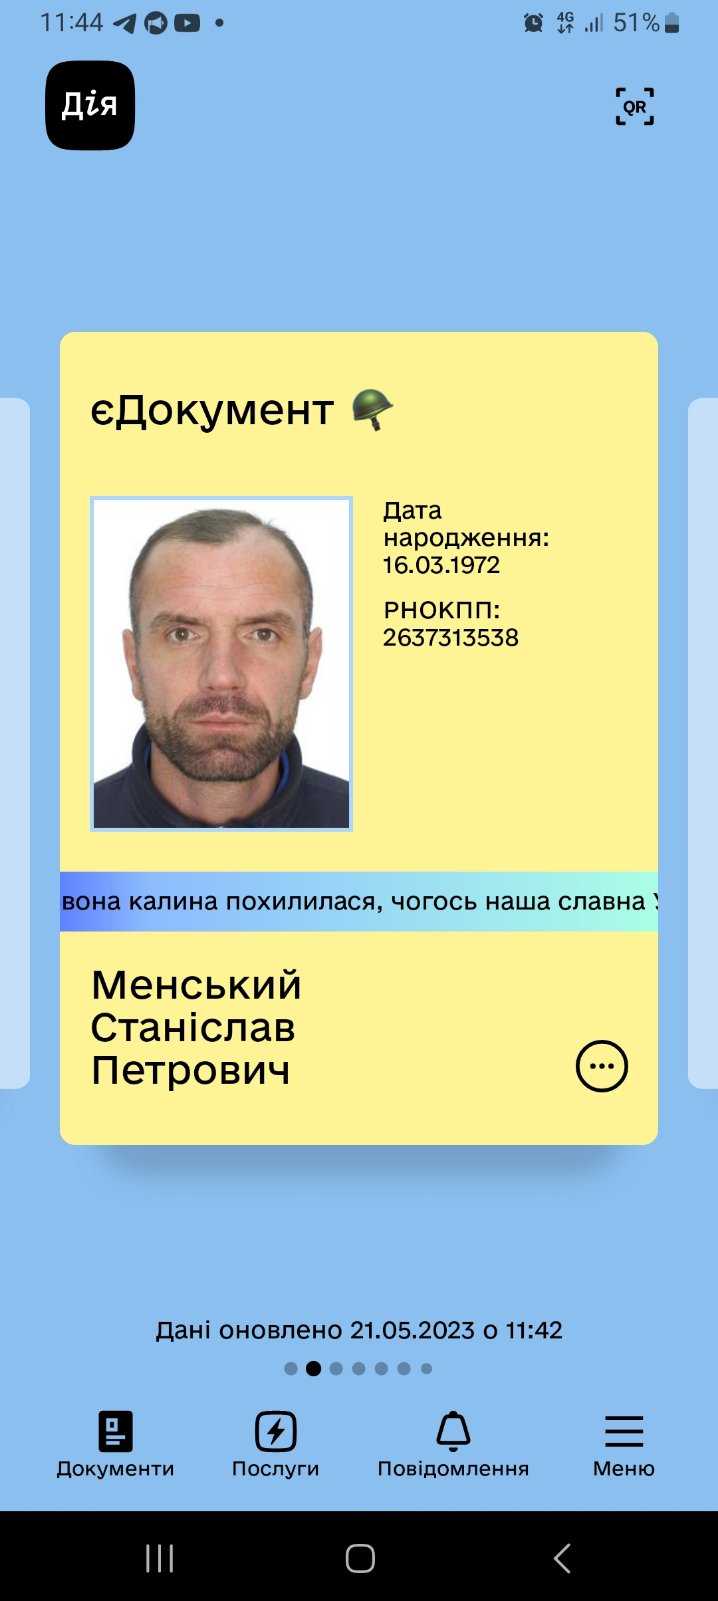 11:44
4G
51%
Дія
QR
єДокумент
Дата
народження:
16.03.1972
РНОКПП:
2637313538
вона калина похилилася, чогось наша славна
Менський
Станіслав
Петрович
Дані оновлено 21.05.2023 о 11:42
Документи
Послуги
Повідомлення
Меню